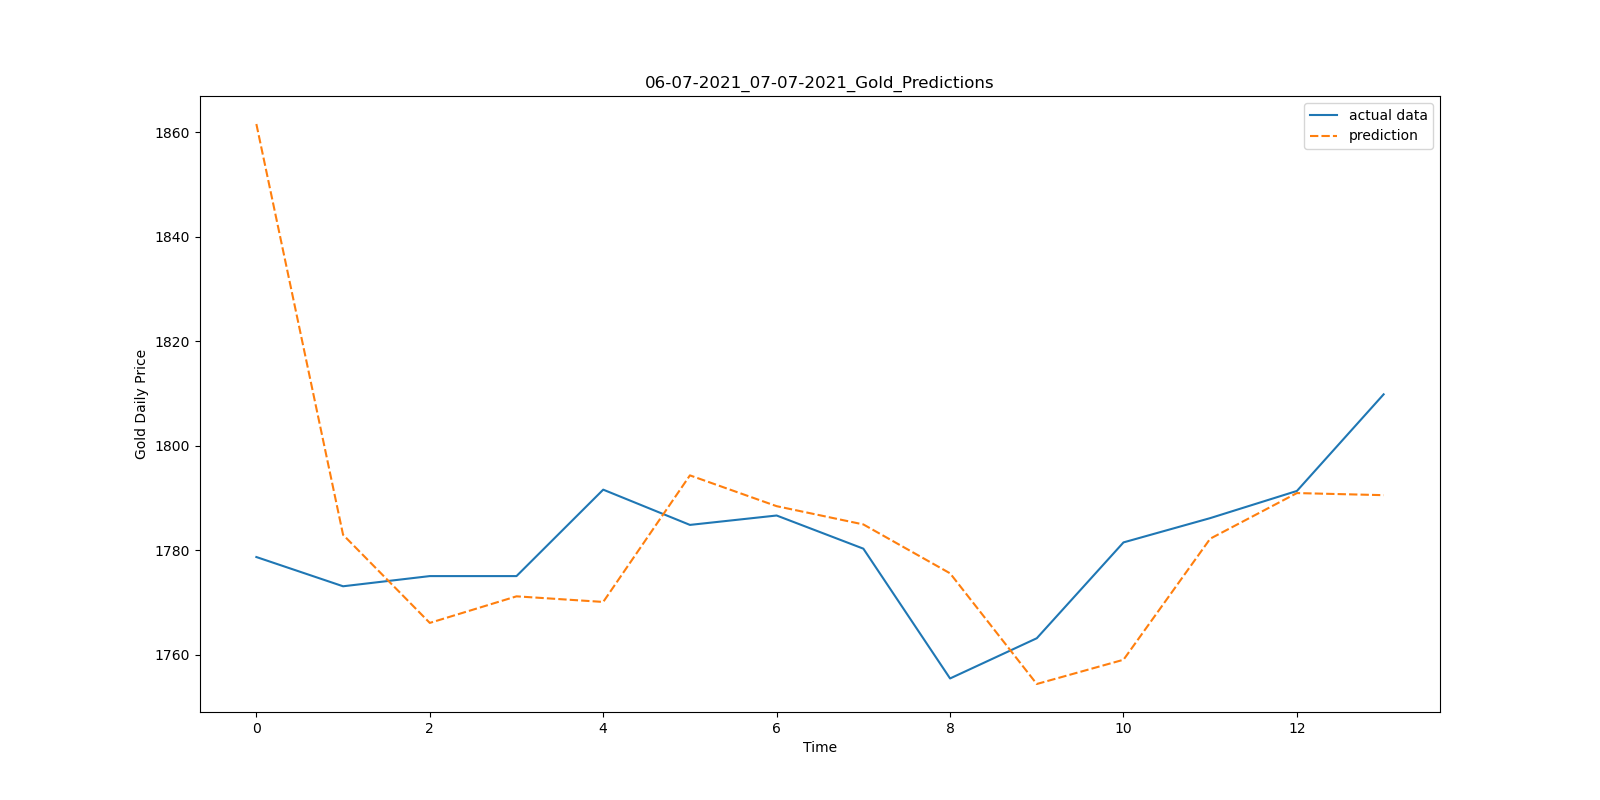 06-07-2021_07-07-2021_Gold_Predictions
actual data
prediction
1860
1840
1820
1800
1780
1760
Gold Daily Price
0 2 4 6 8 10 12
Time